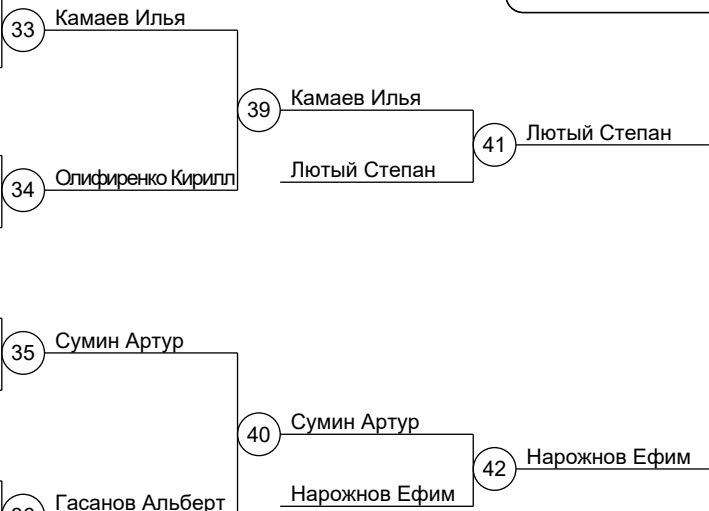 33 Камаев Илья
39 Камаев Илья
41 Лютый Степан
Лютый Степан
34 Олифиренко Кирилл
35 Сумин Артур
40 Сумин Артур
42 Нарожнов Ефим
Нарожнов Ефим
Гасанов Альберт